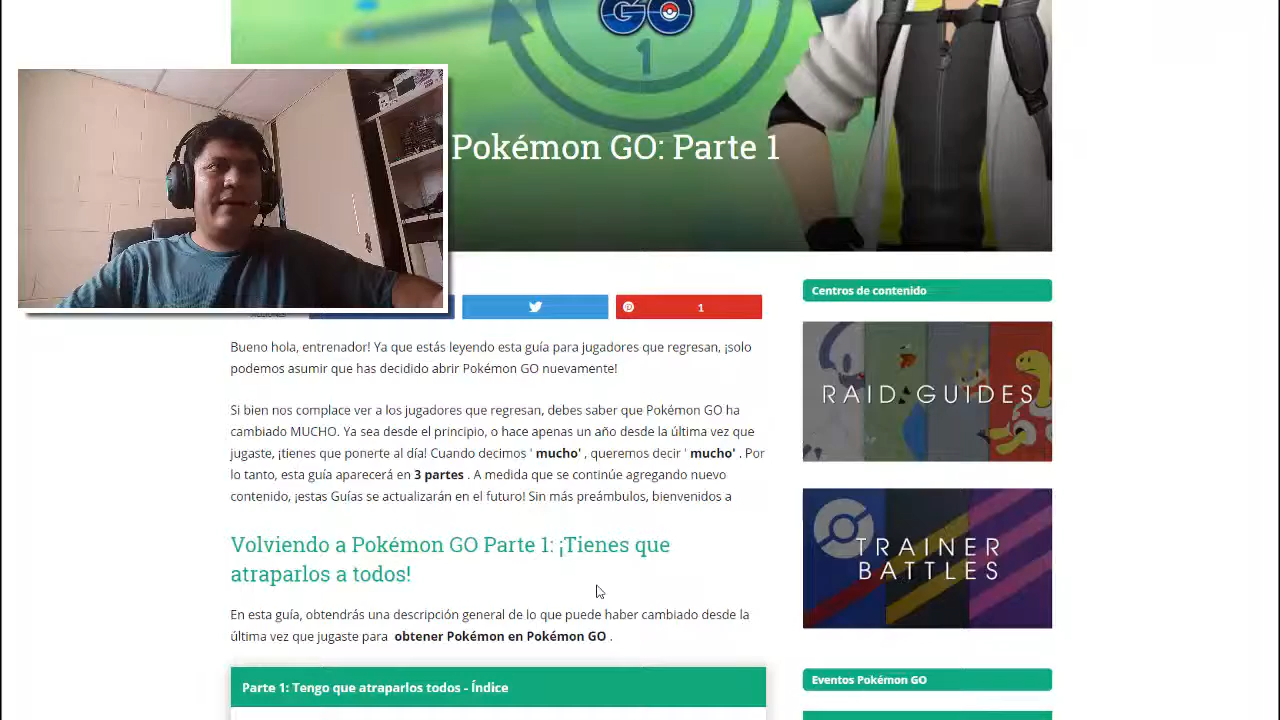 GO
1
Pokémon GO: Parte 1
1
Bueno hola, entrenador! Ya que estás leyendo esta guía para jugadores que regresan, ¡solo
podemos asumir que has decidido abrir Pokémon GO nuevamente!
Si bien nos complace ver a los jugadores que regresan, debes saber que Pokémon GO ha
cambiado MUCHO. Ya sea desde el principio, o hace apenas un año desde la última vez que
jugaste, ¡tienes que ponerte al día! Cuando decimos ' mucho' , queremos decir ' mucho' . Por
lo tanto, esta guía aparecerá en 3 partes . A medida que se continúe agregando nuevo
contenido, ¡estas Guías se actualizarán en el futuro! Sin más preámbulos, bienvenidos a
Volviendo a Pokémon GO Parte 1: ¡Tienes que
atraparlos a todos!
En esta guía, obtendrás una descripción general de lo que puede haber cambiado desde la
última vez que jugaste para obtener Pokémon en Pokémon GO .
Parte 1: Tengo que atraparlos todos - Índice
Centros de contenido
RAID GUIDES
TRAINER
BATTLES
Eventos Pokémon GO